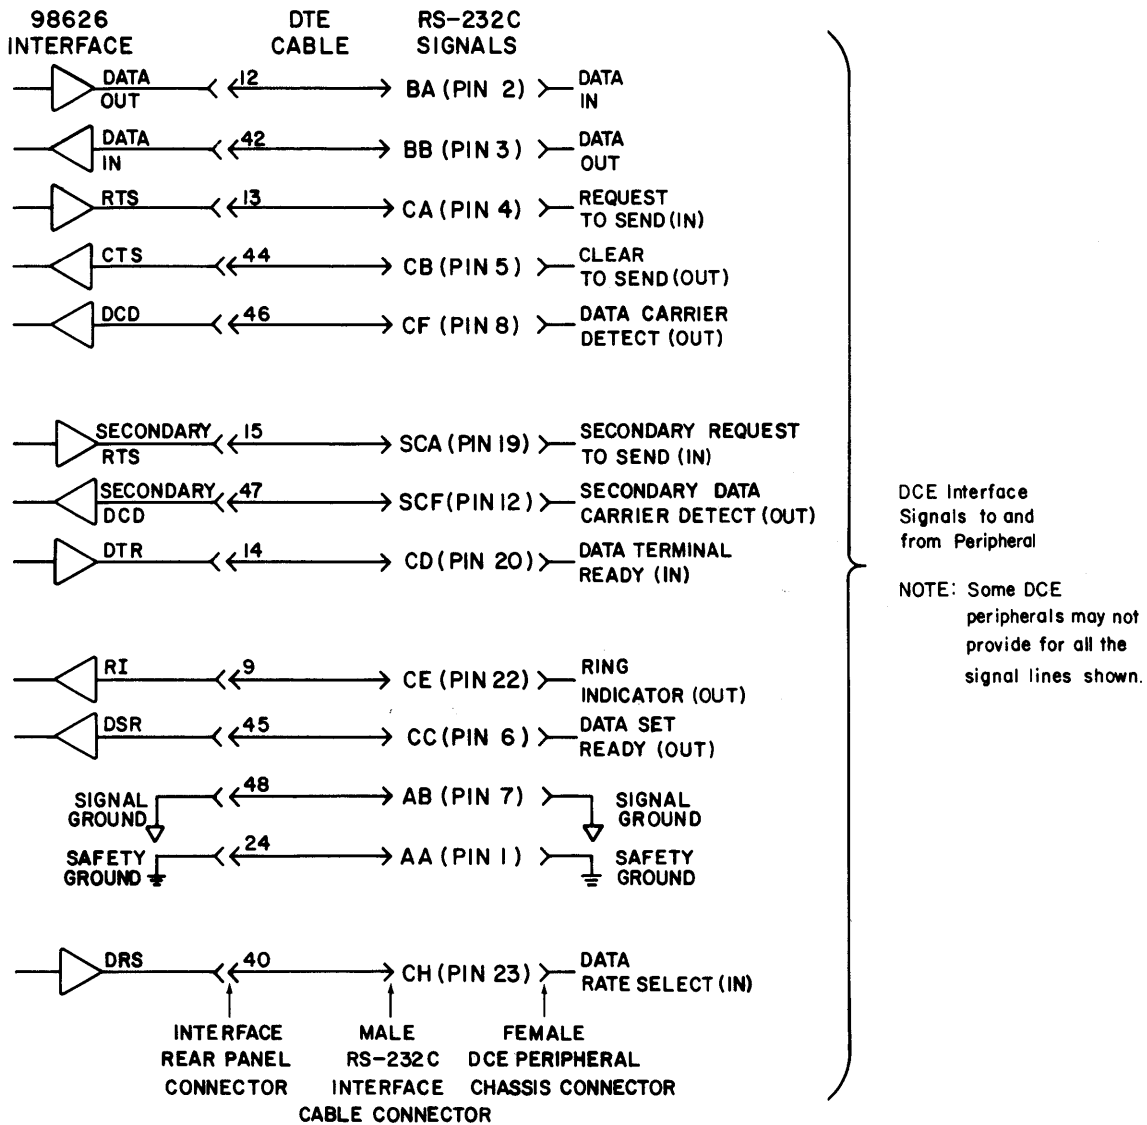 98626 DTE RS-232C
INTERFACE CABLE SIGNALS
DATA 12 BA (PIN 2) DATA
OUT IN
DATA 42 BB (PIN 3) DATA
IN OUT
RTS 13 CA (PIN 4) REQUEST
TO SEND (IN)
CTS 44 CB (PIN 5) CLEAR
TO SEND (OUT)
DCD 46 CF (PIN 8) DATA CARRIER
DETECT (OUT)
SECONDARY 15 SCA (PIN 19) SECONDARY REQUEST
RTS TO SEND (IN)
SECONDARY 47 SCF (PIN 12) SECONDARY DATA
DCD CARRIER DETECT (OUT)
DTR 14 CD (PIN 20) DATA TERMINAL
READY (IN)
RI 9 CE (PIN 22) RING
INDICATOR (OUT)
DSR 45 CC (PIN 6) DATA SET
READY (OUT)
SIGNAL 48 AB (PIN 7) SIGNAL
GROUND GROUND
SAFETY 24 AA (PIN 1) SAFETY
GROUND GROUND
DRS 40 CH (PIN 23) DATA
RATE SELECT (IN)
INTERFACE
REAR PANEL
CONNECTOR
MALE
RS-232C
INTERFACE
CABLE CONNECTOR
FEMALE
DCE PERIPHERAL
CHASSIS CONNECTOR
DCE Interface
Signals to and
from Peripheral
NOTE: Some DCE
peripherals may not
provide for all the
signal lines shown.